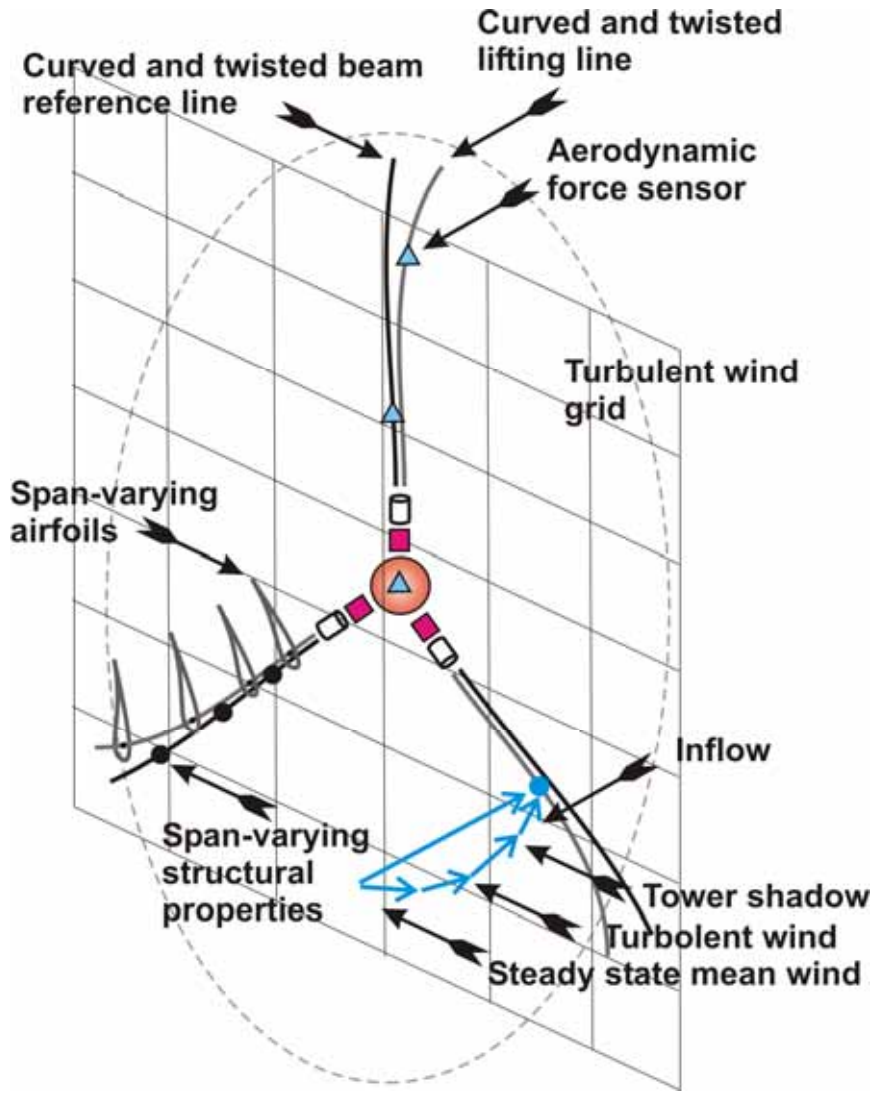 Curved and twisted
lifting line
Curved and twisted beam
reference line
Aerodynamic
force sensor
Turbulent wind
grid
Span-varying
airfoils
Inflow
Span-varying
structural
properties
Tower shadow
Turbolent wind
Steady state mean wind